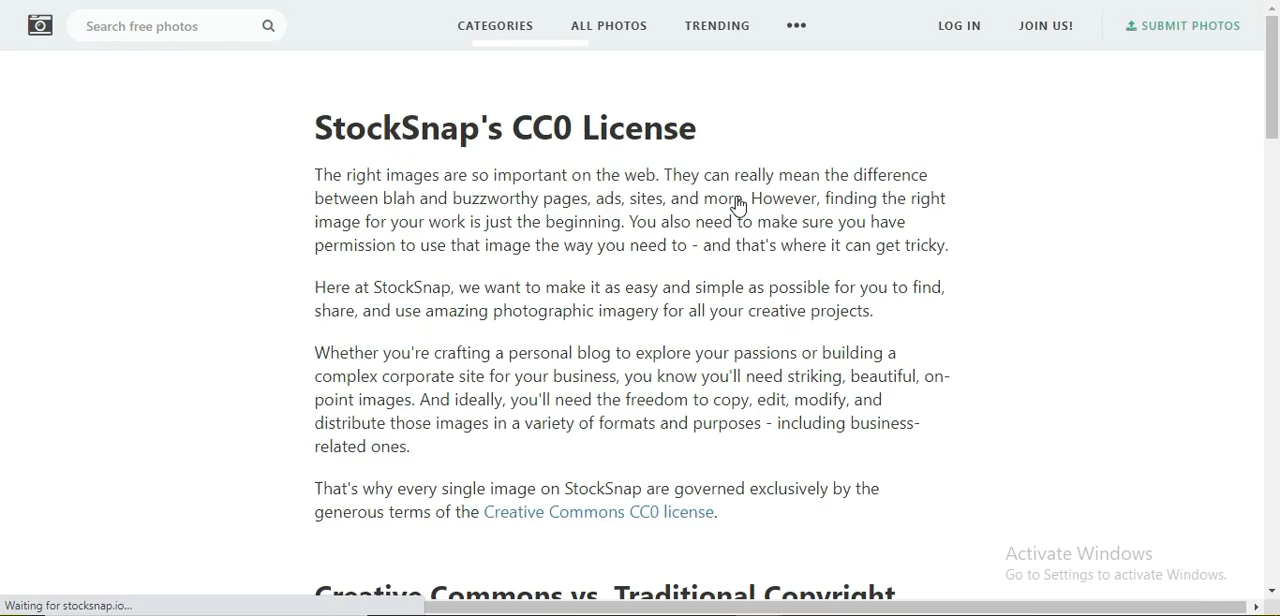 Search free photos
CATEGORIES
ALL PHOTOS
TRENDING
•••
LOG IN
JOIN US!
SUBMIT PHOTOS
StockSnap's CC0 License
The right images are so important on the web. They can really mean the difference
between blah and buzzworthy pages, ads, sites, and more. However, finding the right
image for your work is just the beginning. You also need to make sure you have
permission to use that image the way you need to - and that's where it can get tricky.
Here at StockSnap, we want to make it as easy and simple as possible for you to find,
share, and use amazing photographic imagery for all your creative projects.
Whether you're crafting a personal blog to explore your passions or building a
complex corporate site for your business, you know you'll need striking, beautiful, on-
point images. And ideally, you'll need the freedom to copy, edit, modify, and
distribute those images in a variety of formats and purposes - including business-
related ones.
That's why every single image on StockSnap are governed exclusively by the
generous terms of the Creative Commons CC0 license.
Creative Commons vs. Traditional Copyright
Activate Windows
Go to Settings to activate Windows.
Waiting for stocksnap.io...